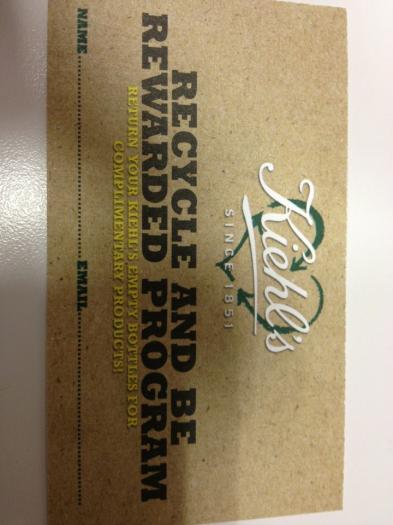 Kiehl's
SINCE 1851
RECYCLE AND BE
REWARDED PROGRAM
RETURN YOUR KIEHL'S EMPTY BOTTLES FOR
COMPLIMENTARY PRODUCTS!
NAME.......................... EMAIL..........................